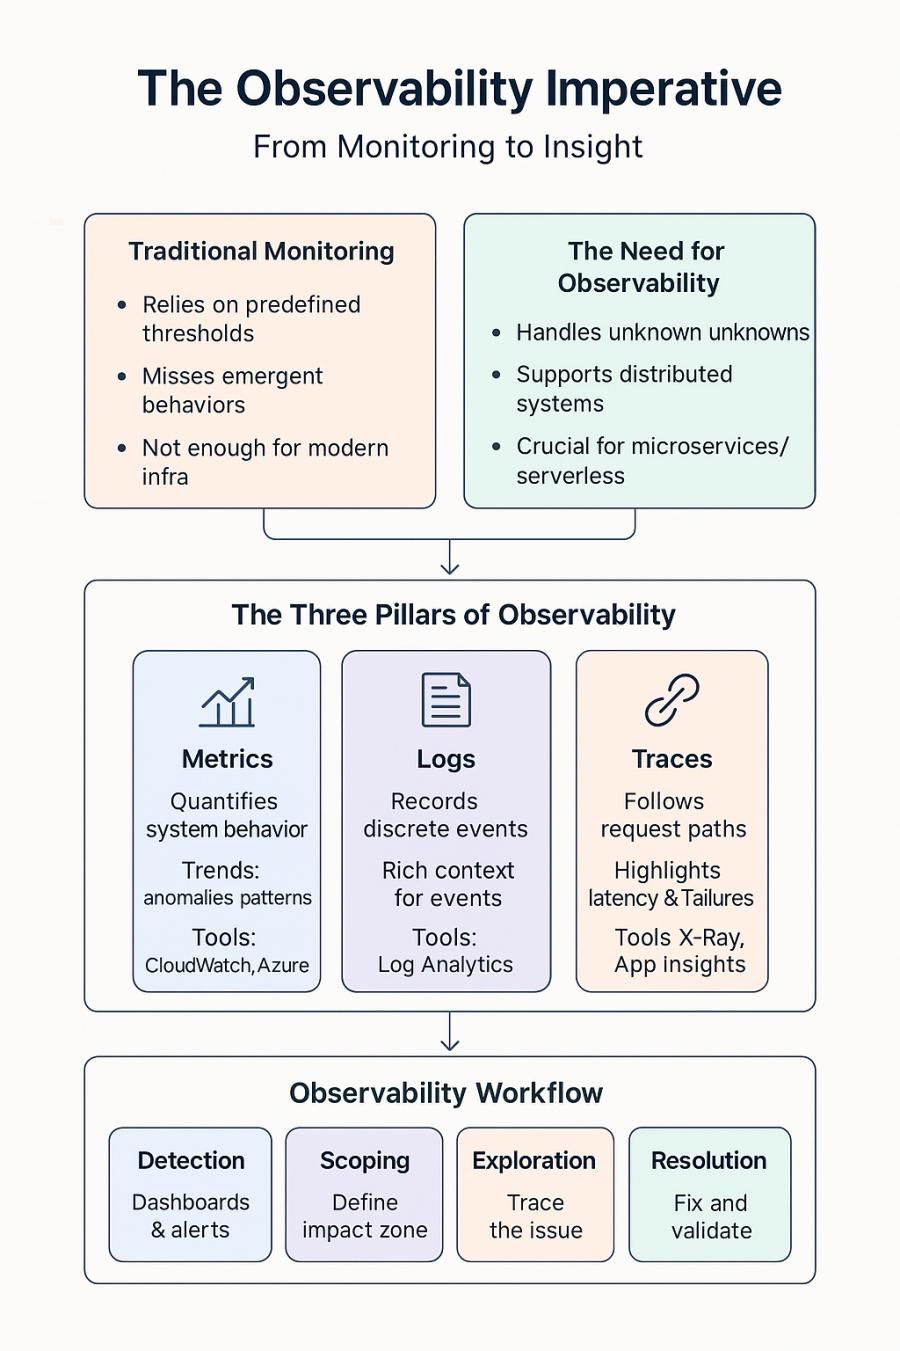 The Observability Imperative
From Monitoring to Insight
Traditional Monitoring
• Relies on predefined
thresholds
• Misses emergent
behaviors
• Not enough for modern
infra
The Need for
Observability
• Handles unknown unknowns
• Supports distributed
systems
• Crucial for microservices/
serverless
The Three Pillars of Observability
Metrics
Quantifies
system behavior
Trends:
anomalies patterns
Tools:
CloudWatch, Azure
Logs
Records
discrete events
Rich context
for events
Tools:
Log Analytics
Traces
Follows
request paths
Highlights
latency & Tailures
Tools X-Ray,
App insights
Observability Workflow
Detection
Dashboards
& alerts
Scoping
Define
impact zone
Exploration
Trace
the issue
Resolution
Fix and
validate